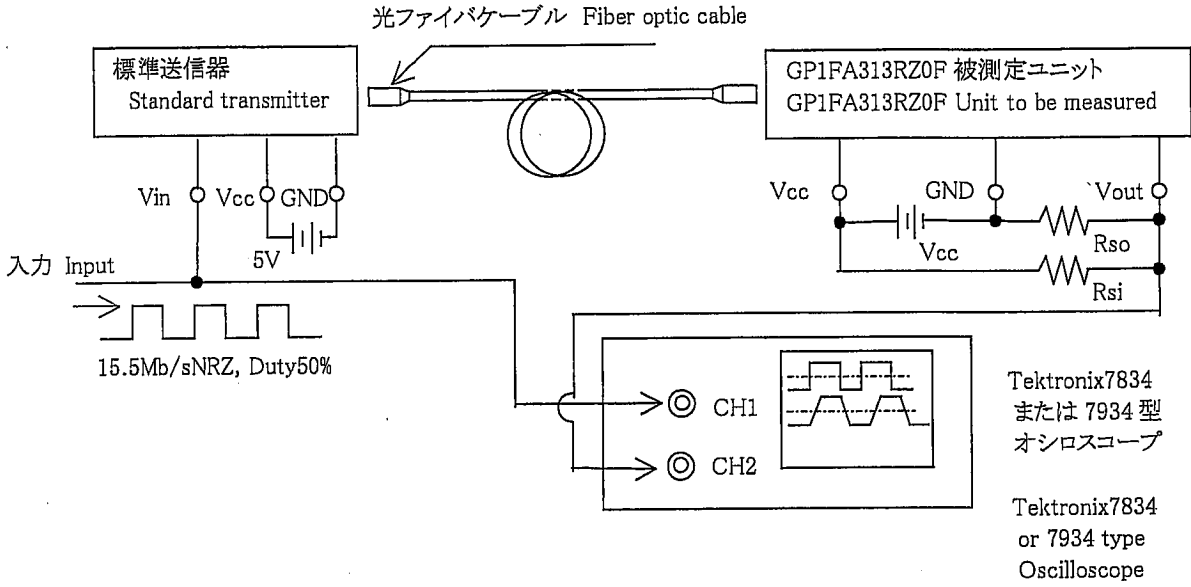 光ファイバケーブル Fiber optic cable
標準送信器
Standard transmitter
GP1FA313RZ0F 被測定ユニット
GP1FA313RZ0F Unit to be measured
Vin
Vcc
GND
5V
Vcc
GND
Vout
Vcc
Rso
Rsi
入力 Input
15.5Mb/sNRZ, Duty50%
CH1
CH2
Tektronix7834
または 7934 型
オシロスコープ
Tektronix7834
or 7934 type
Oscilloscope